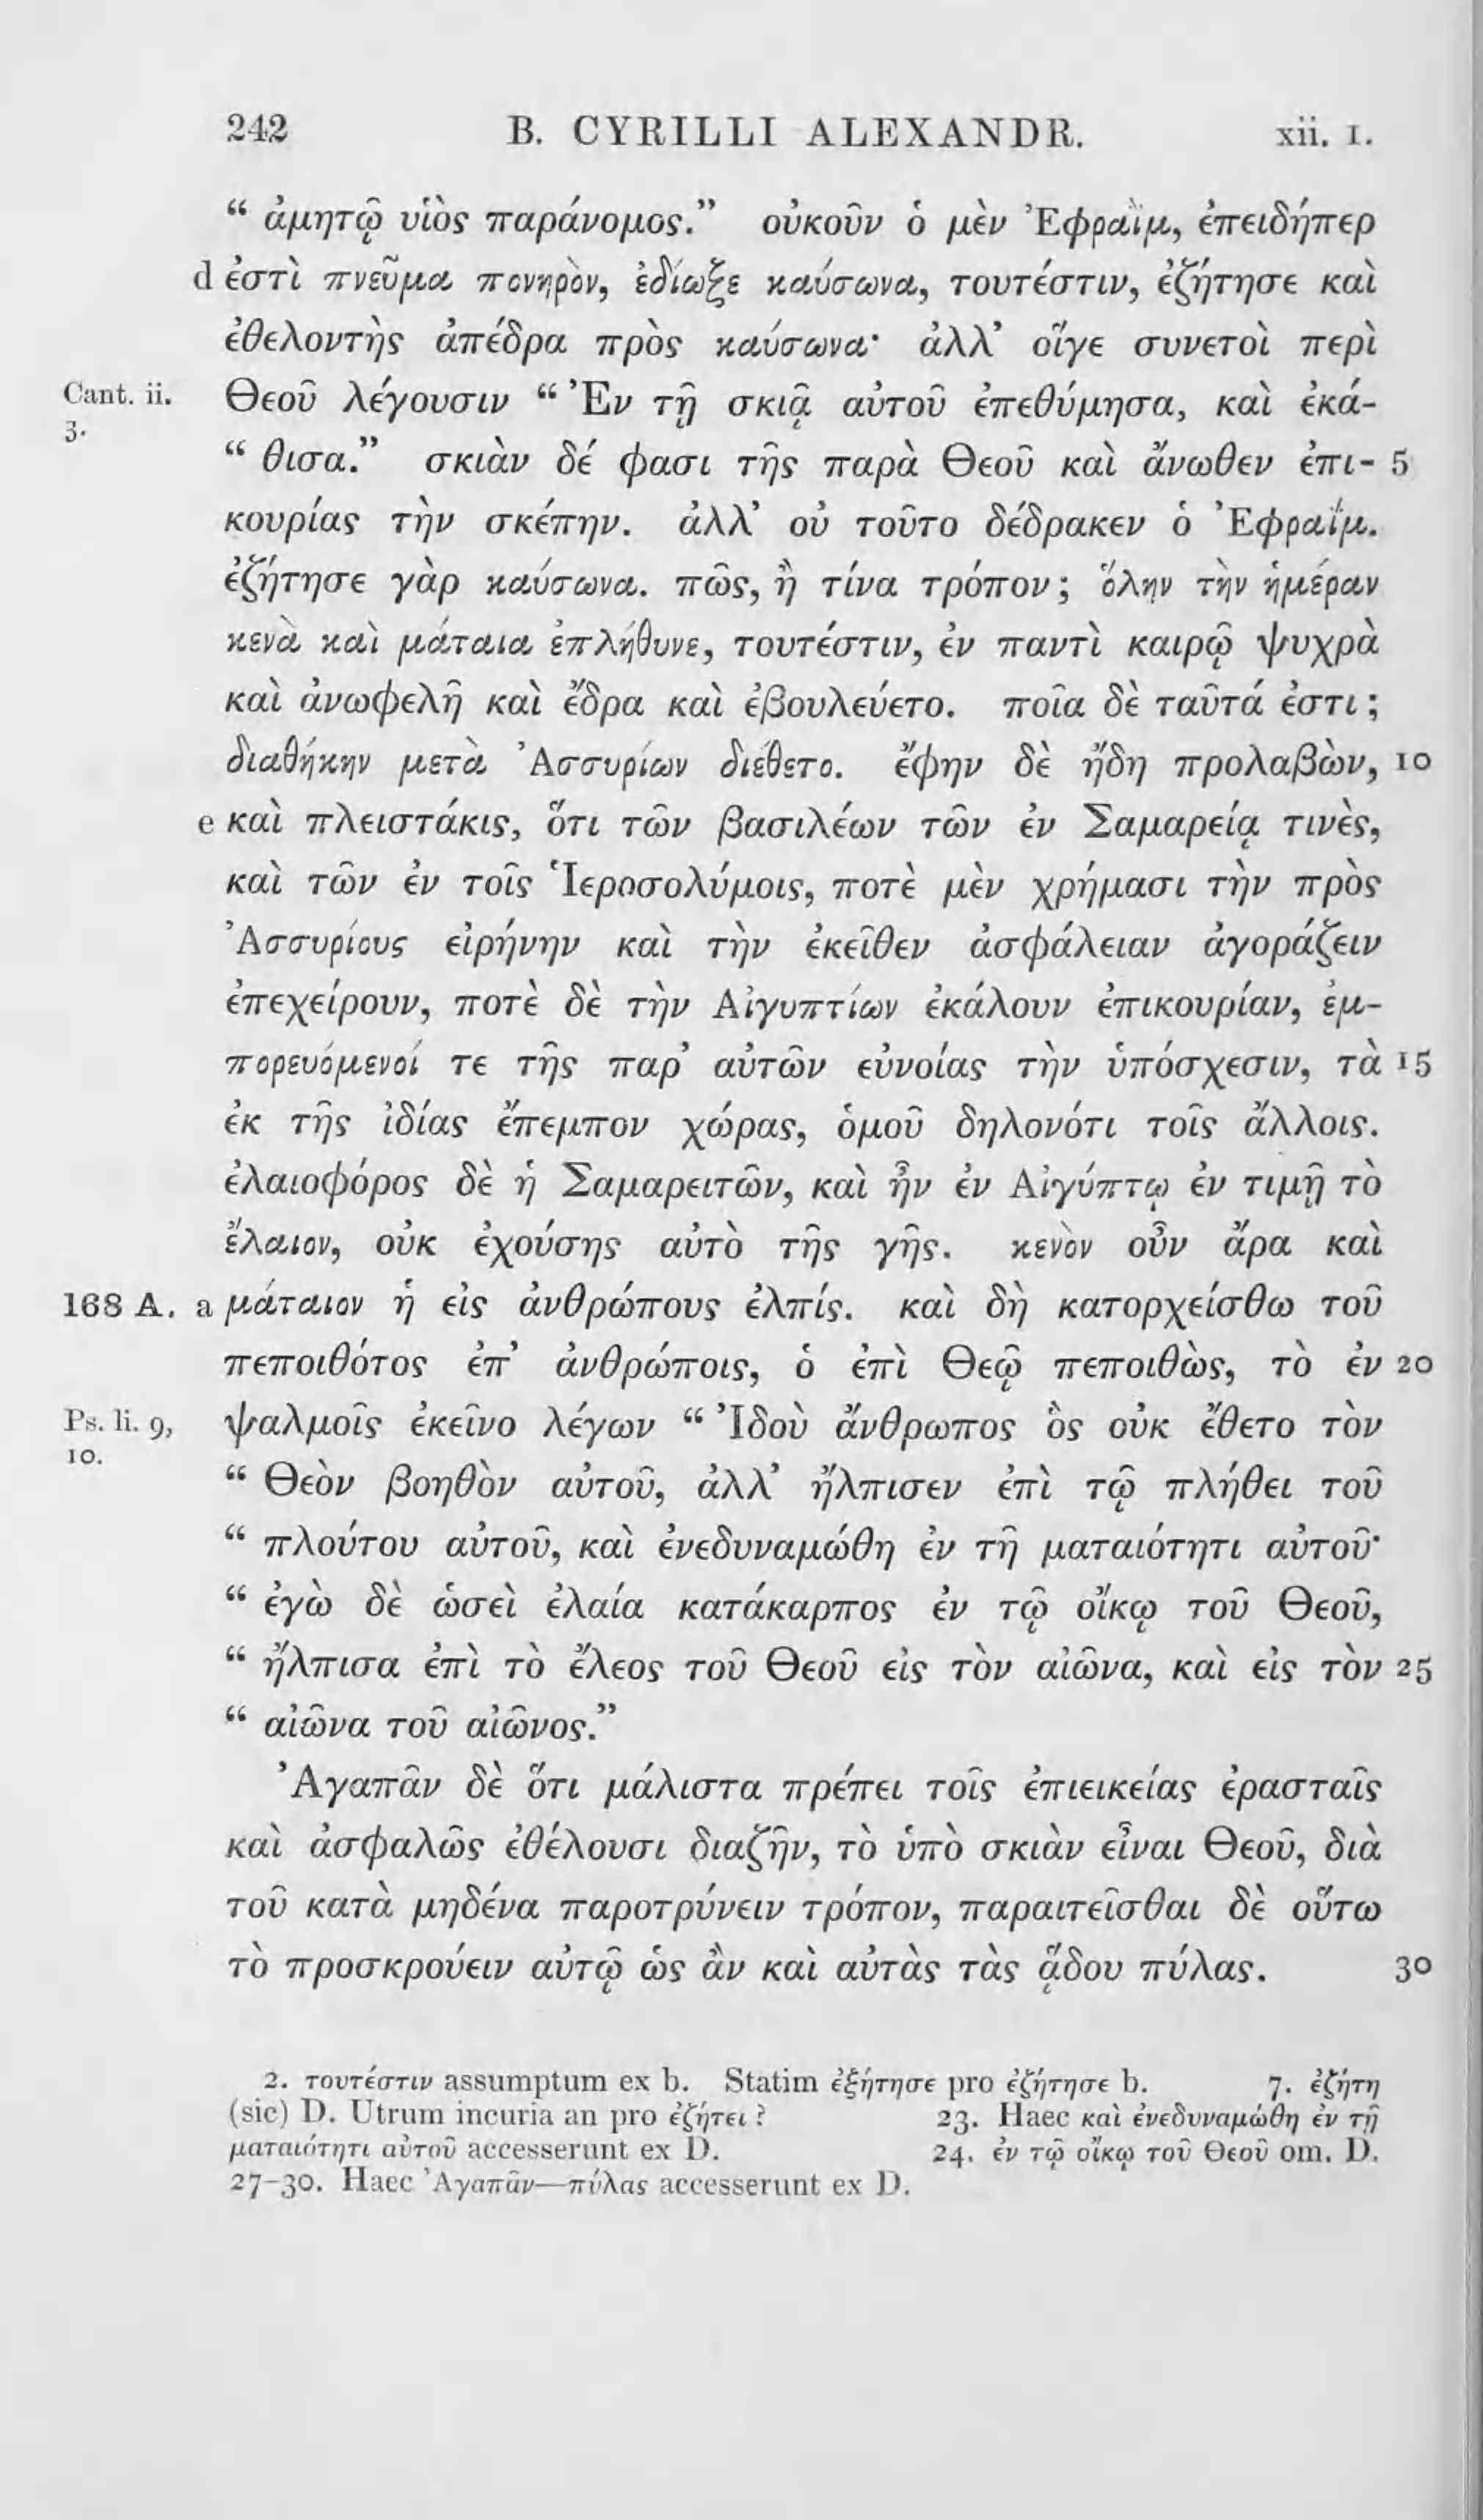 242 B. CYRILLI ALEXANDR. xii. 1.
“ ἀμητῷ υἱὸς παράνομος.” οὐκοῦν ὁ μὲν Ἐφραῒμ, ἐπειδήπερ
d ἐστὶ πνεῦμα πονηρὸν, ἐδίωξε καύσωνα, τουτέστιν, ἐζήτησε καὶ
ἐθελοντὴς ἀπέδρα πρὸς καύσωνα· ἀλλ’ οἵγε συνετοὶ περὶ
Cant. ii. 3. Θεοῦ λέγουσιν “ Ἐν τῇ σκιᾷ αὐτοῦ ἐπεθύμησα, καὶ ἐκά-
“ θισα.” σκιὰν δέ φασι τῆς παρὰ Θεοῦ καὶ ἄνωθεν ἐπι- 5
κουρίας τὴν σκέπην. ἀλλ’ οὐ τοῦτο δέδρακεν ὁ Ἐφραΐμ.
ἐζήτησε γὰρ καύσωνα. πῶς, ἢ τίνα τρόπον; ὅλην τὴν ἡμέραν
κενὰ καὶ μάταια ἐπλήθυνε, τουτέστιν, ἐν παντὶ καιρῷ ψυχρὰ
καὶ ἀνωφελῆ καὶ ἔδρα καὶ ἐβουλεύετο. ποῖα δὲ ταῦτά ἐστι;
διαθήκην μετὰ Ἀσσυρίων διέθετο. ἔφην δὲ ἤδη προλαβὼν, 10
e καὶ πλειστάκις, ὅτι τῶν βασιλέων τῶν ἐν Σαμαρείᾳ τινὲς,
καὶ τῶν ἐν τοῖς Ἱεροσολύμοις, ποτὲ μὲν χρήμασι τὴν πρὸς
Ἀσσυρίους εἰρήνην καὶ τὴν ἐκεῖθεν ἀσφάλειαν ἀγοράζειν
ἐπεχείρουν, ποτὲ δὲ τὴν Αἰγυπτίων ἐκάλουν ἐπικουρίαν, ἐμ-
πορευόμενοί τε τῆς παρ’ αὐτῶν εὐνοίας τὴν ὑπόσχεσιν, τὰ 15
ἐκ τῆς ἰδίας ἔπεμπον χώρας, ὁμοῦ δηλονότι τοῖς ἄλλοις.
ἐλαιοφόρος δὲ ἡ Σαμαρειτῶν, καὶ ἦν ἐν Αἰγύπτῳ ἐν τιμῇ τὸ
ἔλαιον, οὐκ ἐχούσης αὐτὸ τῆς γῆς. κενὸν οὖν ἄρα καὶ
168 A. a μάταιον ἡ εἰς ἀνθρώπους ἐλπίς. καὶ δὴ κατορχείσθω τοῦ
πεποιθότος ἐπ’ ἀνθρώποις, ὁ ἐπὶ Θεῷ πεποιθὼς, τὸ ἐν 20
Ps. li. 9, 10. ψαλμοῖς ἐκεῖνο λέγων “ Ἰδοὺ ἄνθρωπος ὃς οὐκ ἔθετο τὸν
“ Θεὸν βοηθὸν αὐτοῦ, ἀλλ’ ἤλπισεν ἐπὶ τῷ πλήθει τοῦ
“ πλούτου αὐτοῦ, καὶ ἐνεδυναμώθη ἐν τῆ ματαιότητι αὐτοῦ·
“ ἐγὼ δὲ ὡσεὶ ἐλαία κατάκαρπος ἐν τῷ οἴκῳ τοῦ Θεοῦ,
“ ἤλπισα ἐπὶ τὸ ἔλεος τοῦ Θεοῦ εἰς τὸν αἰῶνα, καὶ εἰς τὸν 25
“ αἰῶνα τοῦ αἰῶνος.”
Ἀγαπᾶν δὲ ὅτι μάλιστα πρέπει τοῖς ἐπιεικείας ἐρασταῖς
καὶ ἀσφαλῶς ἐθέλουσι διαζῆν, τὸ ὑπὸ σκιὰν εἶναι Θεοῦ, διὰ
τοῦ κατὰ μηδένα παροτρύνειν τρόπον, παραιτεῖσθαι δὲ οὕτω
τὸ προσκρούειν αὐτῷ ὡς ἂν καὶ αὐτὰς τὰς ᾅδου πύλας. 30
2. τουτέστιν assumptum ex b. Statim ἐξήτησε pro ἐζήτησε b. 7. ἐζήτη
(sic) D. Utrum incuria an pro ἐζήτει ? 23. Haec καὶ ἐνεδυναμώθη ἐν τῇ
ματαιότητι αὐτοῦ accesserunt ex D. 24. ἐν τῷ οἴκῳ τοῦ Θεοῦ om. D.
27–30. Haec Ἀγαπᾶν—πύλας accesserunt ex D.